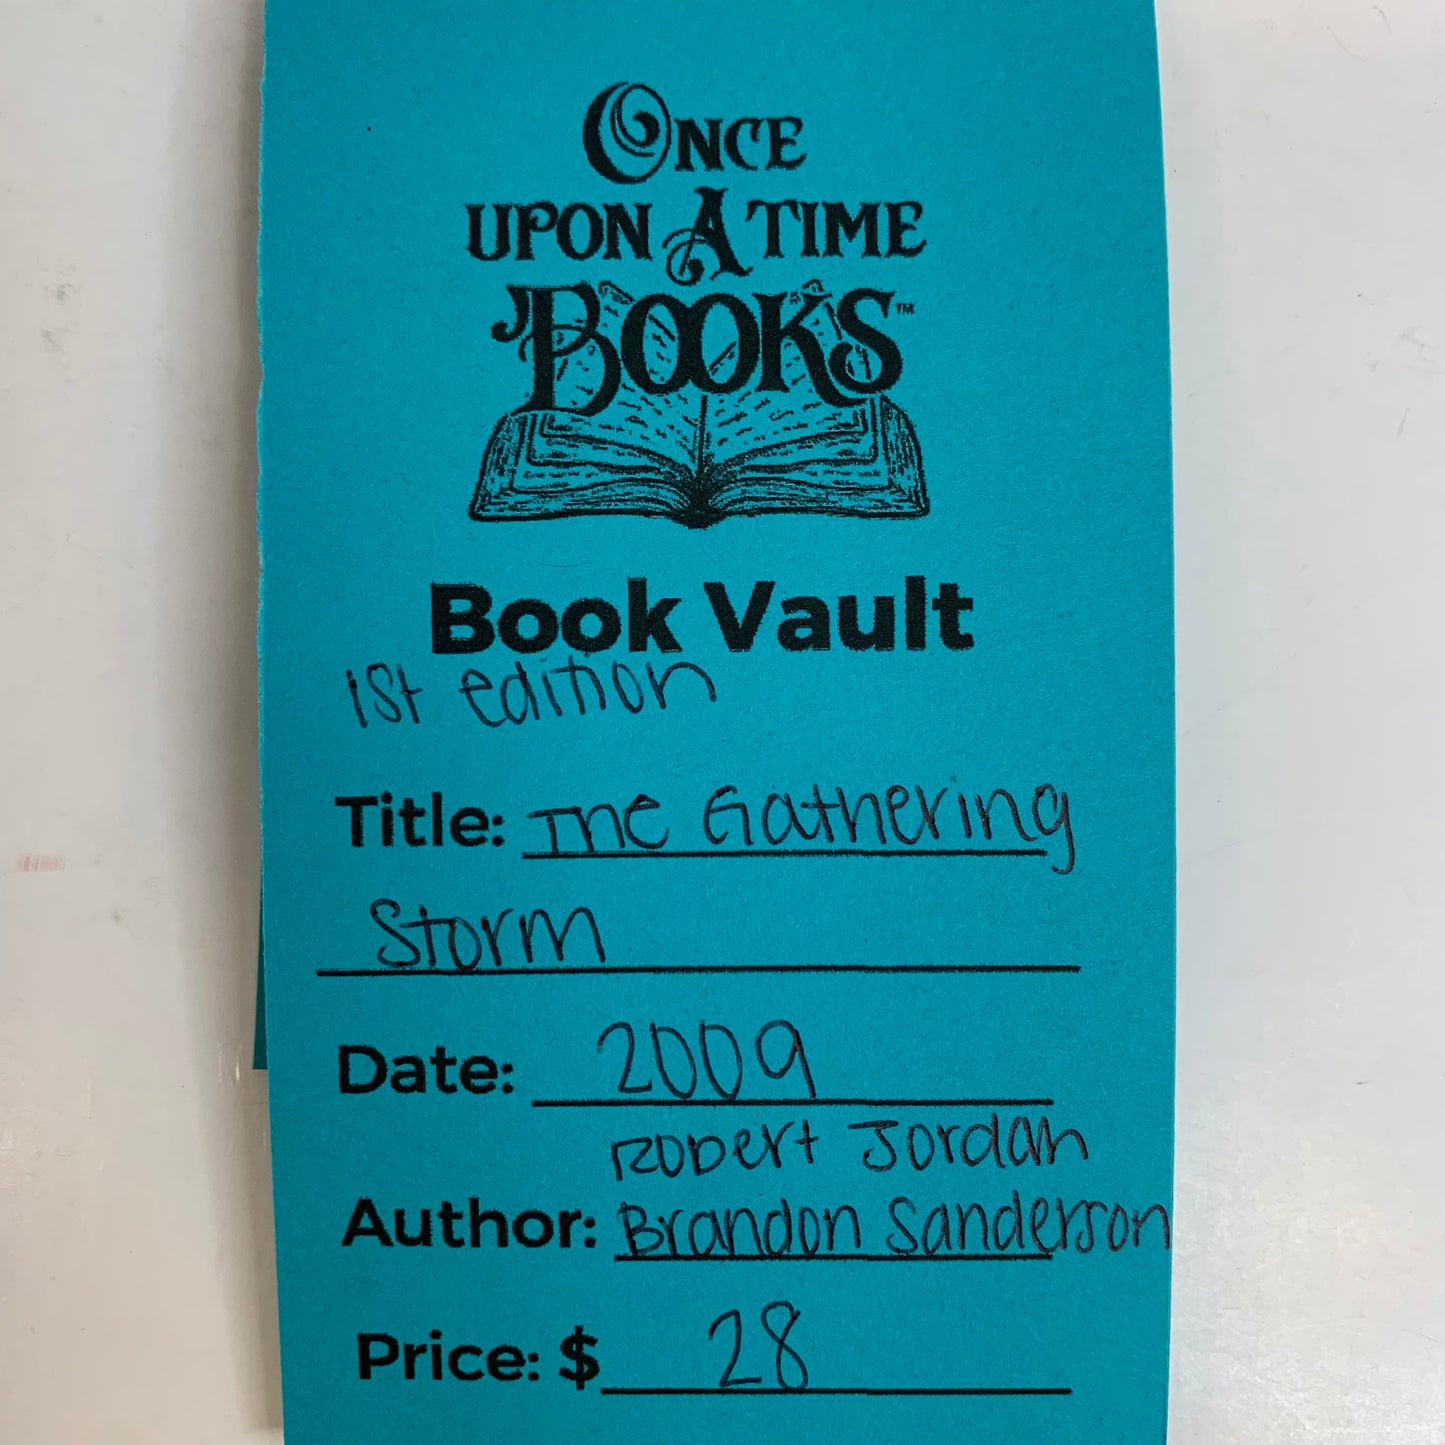 ONCE
UPON A TIME
BOOKS™
Book Vault
1st edition
Title: The Gathering
Storm
Date: 2009
Robert Jordan
Author: Brandon Sanderson
Price: $ 28